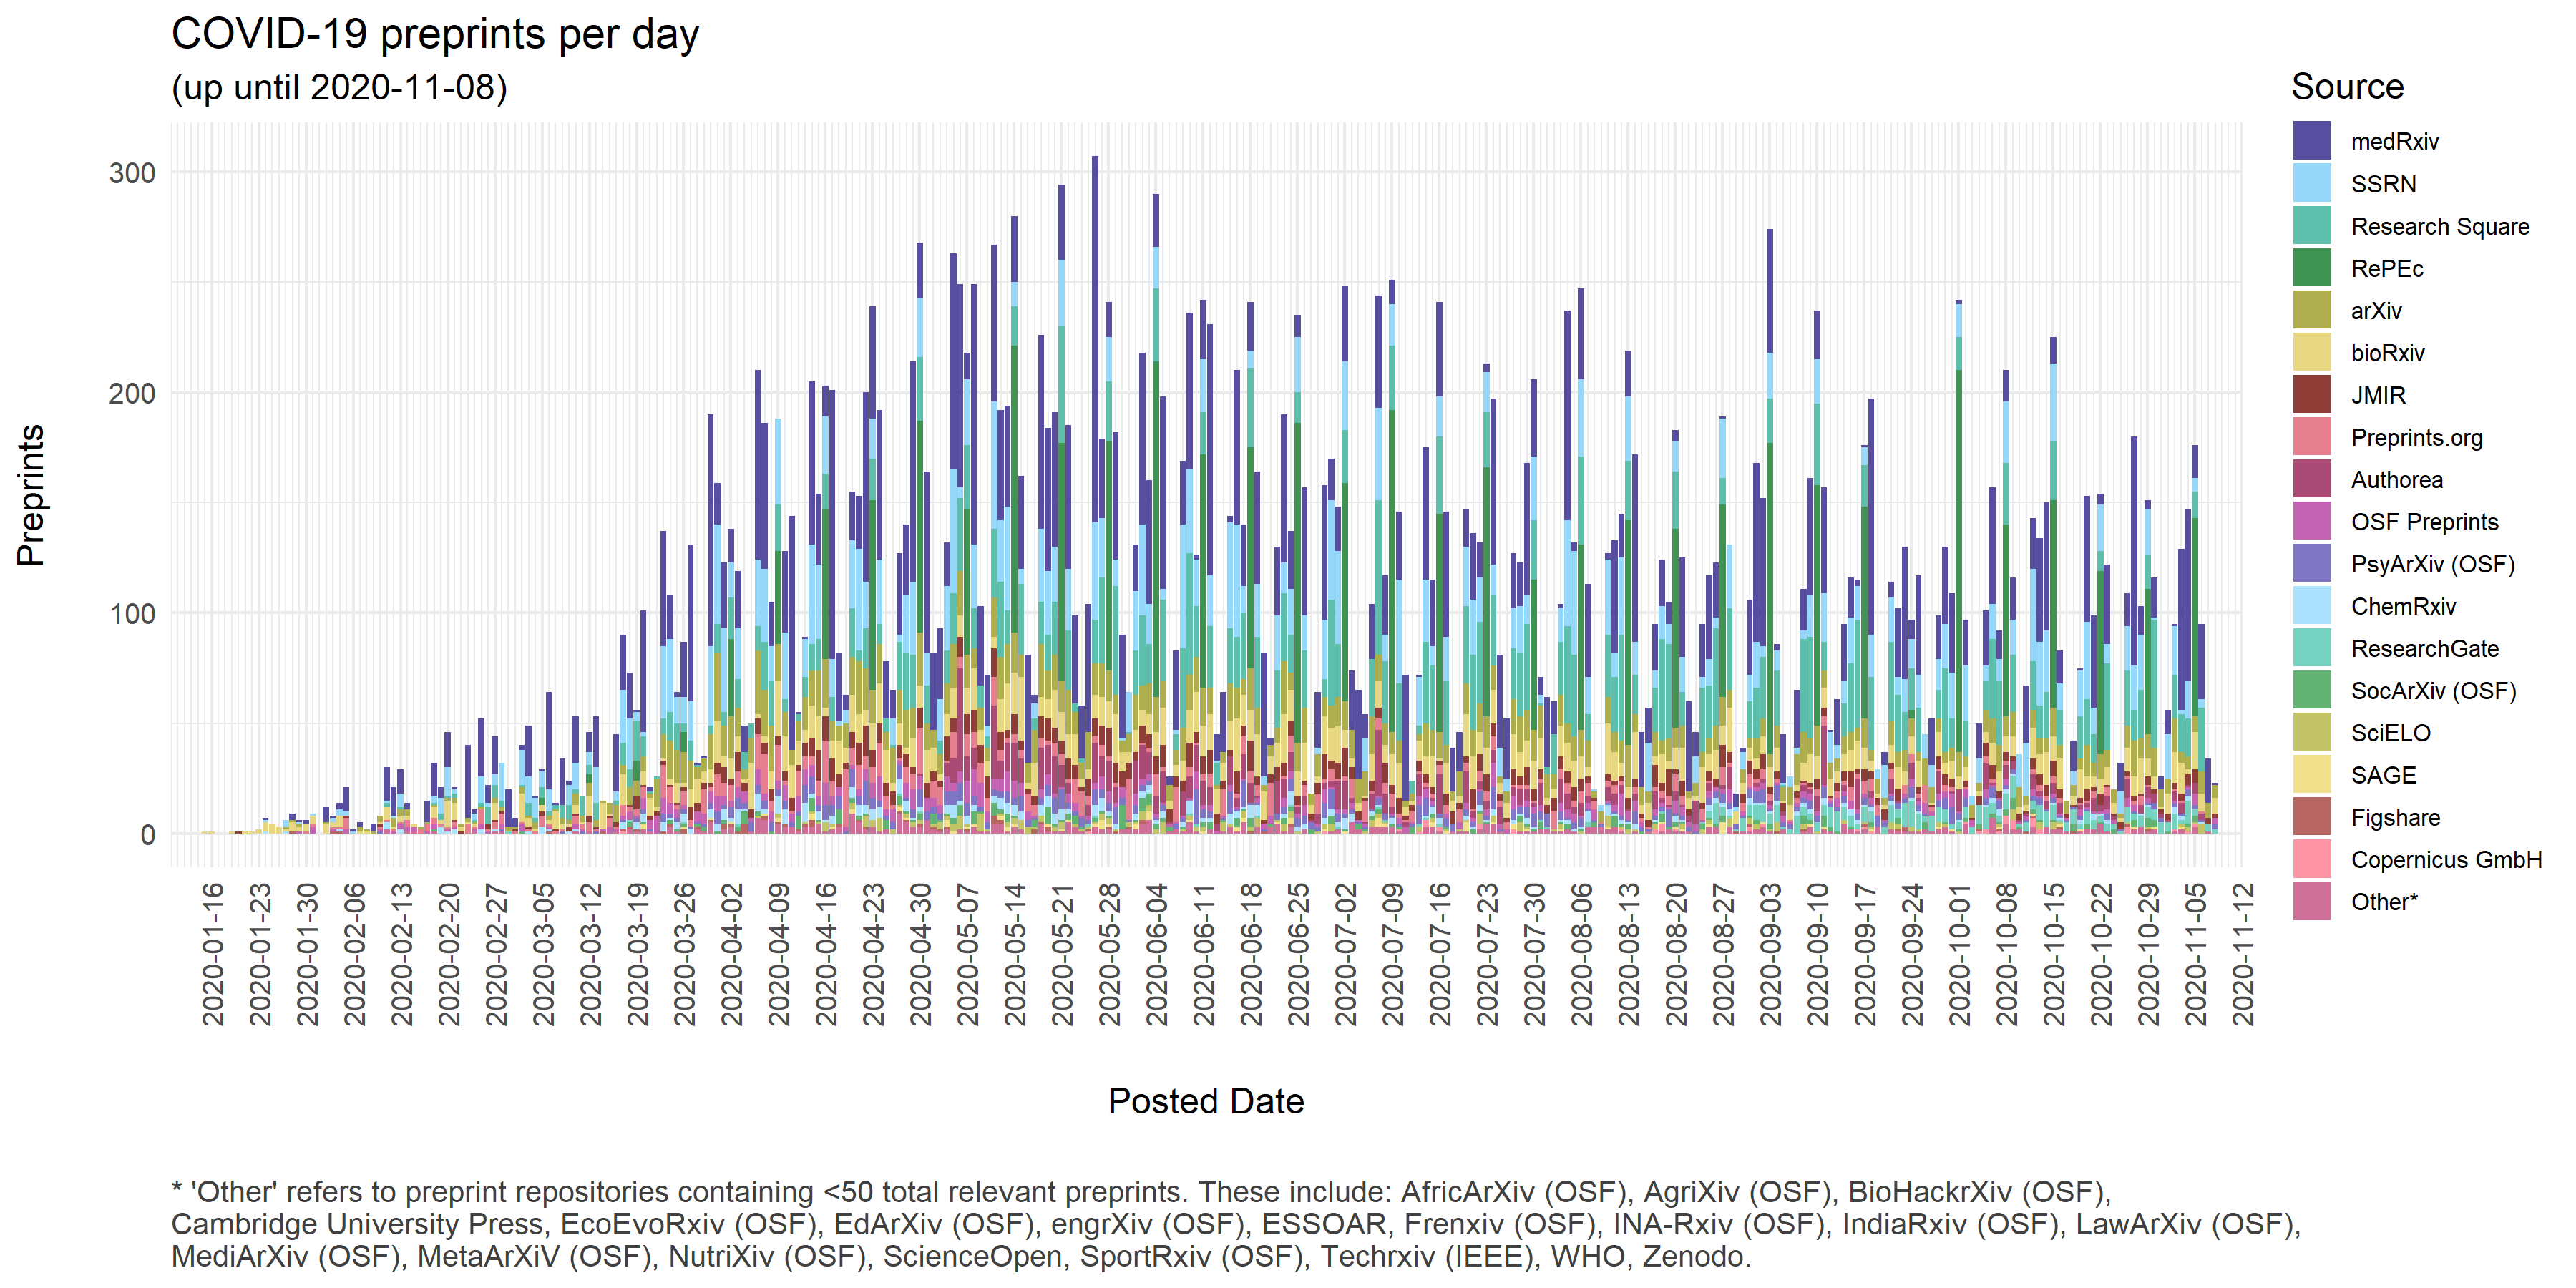 COVID-19 preprints per day
(up until 2020-11-08)
Source
medRxiv
SSRN
Research Square
RePEc
arXiv
bioRxiv
JMIR
Preprints.org
Authorea
OSF Preprints
PsyArXiv (OSF)
ChemRxiv
ResearchGate
SocArXiv (OSF)
SciELO
SAGE
Figshare
Copernicus GmbH
Other*
Preprints
300
200
100
0
2020-01-16
2020-01-23
2020-01-30
2020-02-06
2020-02-13
2020-02-20
2020-02-27
2020-03-05
2020-03-12
2020-03-19
2020-03-26
2020-04-02
2020-04-09
2020-04-16
2020-04-23
2020-04-30
2020-05-07
2020-05-14
2020-05-21
2020-05-28
2020-06-04
2020-06-11
2020-06-18
2020-06-25
2020-07-02
2020-07-09
2020-07-16
2020-07-23
2020-07-30
2020-08-06
2020-08-13
2020-08-20
2020-08-27
2020-09-03
2020-09-10
2020-09-17
2020-09-24
2020-10-01
2020-10-08
2020-10-15
2020-10-22
2020-10-29
2020-11-05
2020-11-12
Posted Date
* 'Other' refers to preprint repositories containing <50 total relevant preprints. These include: AfricArXiv (OSF), AgriXiv (OSF), BioHackrXiv (OSF),
Cambridge University Press, EcoEvoRxiv (OSF), EdArXiv (OSF), engrXiv (OSF), ESSOAR, Frenxiv (OSF), INA-Rxiv (OSF), IndiaRxiv (OSF), LawArXiv (OSF),
MediArXiv (OSF), MetaArXiV (OSF), NutriXiv (OSF), ScienceOpen, SportRxiv (OSF), Techrxiv (IEEE), WHO, Zenodo.